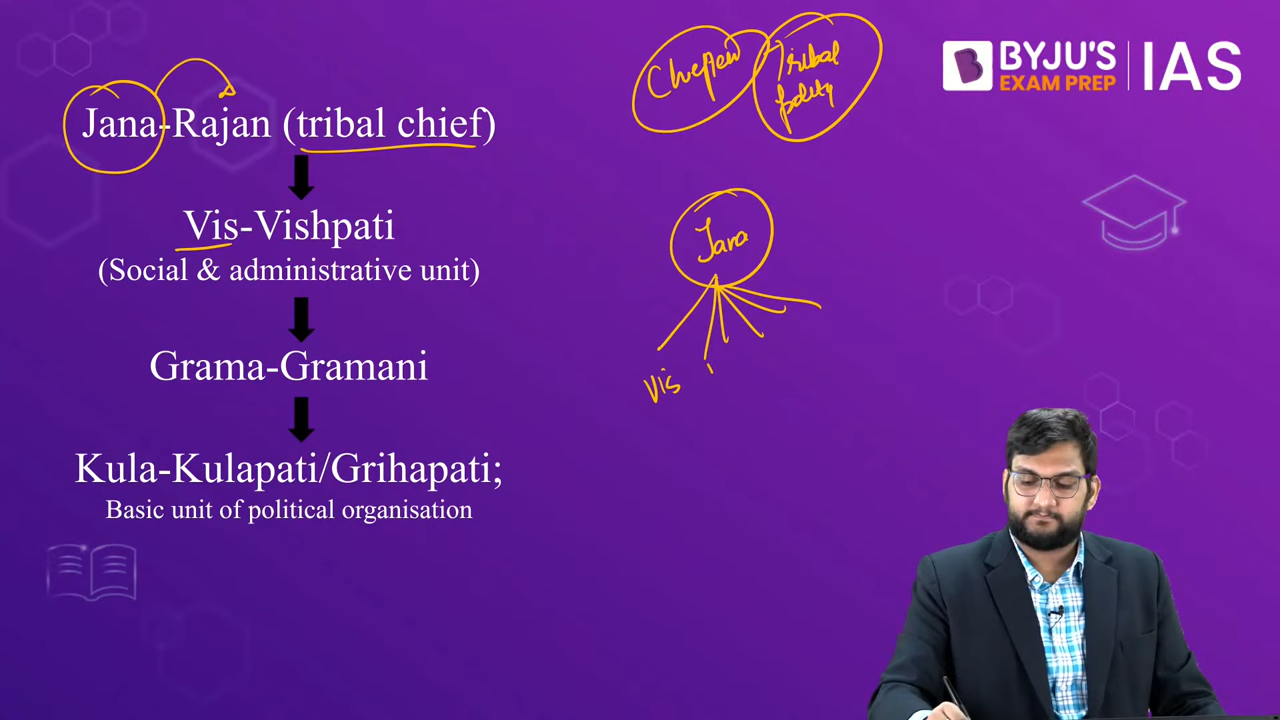 Jana-Rajan (tribal chief)
Vis-Vishpati
(Social & administrative unit)
Grama-Gramani
Kula-Kulapati/Grihapati;
Basic unit of political organisation
Tribal
polity
Jana
Vis
BYJU'S
EXAM PREP
IAS